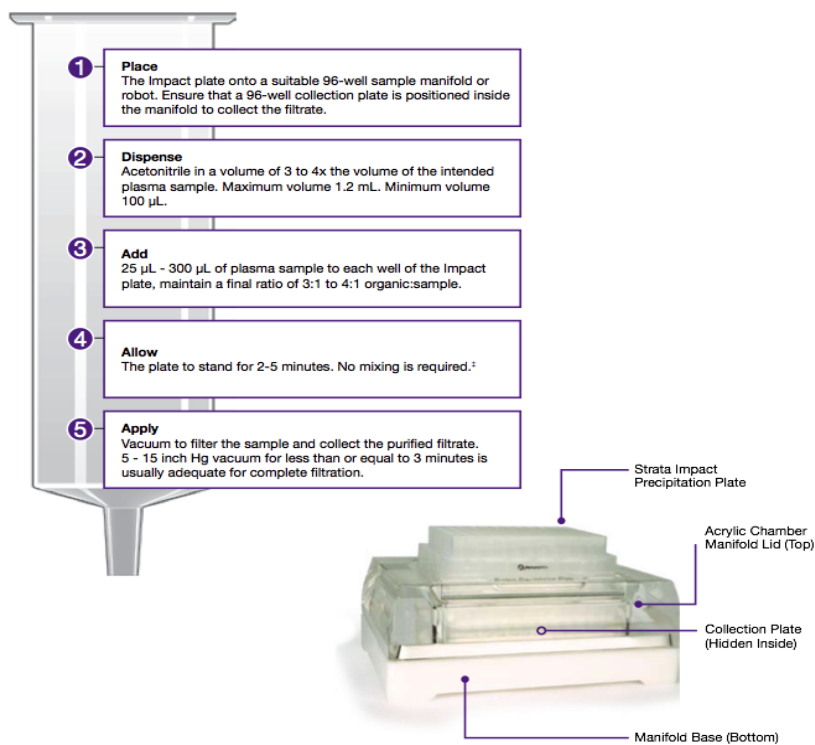 1
Place
The Impact plate onto a suitable 96-well sample manifold or
robot. Ensure that a 96-well collection plate is positioned inside
the manifold to collect the filtrate.
2
Dispense
Acetonitrile in a volume of 3 to 4x the volume of the intended
plasma sample. Maximum volume 1.2 mL. Minimum volume
100 µL.
3
Add
25 µL - 300 µL of plasma sample to each well of the Impact
plate, maintain a final ratio of 3:1 to 4:1 organic:sample.
4
Allow
The plate to stand for 2-5 minutes. No mixing is required.‡
5
Apply
Vacuum to filter the sample and collect the purified filtrate.
5 - 15 inch Hg vacuum for less than or equal to 3 minutes is
usually adequate for complete filtration.
Strata Impact
Precipitation Plate
Acrylic Chamber
Manifold Lid (Top)
Collection Plate
(Hidden Inside)
Manifold Base (Bottom)